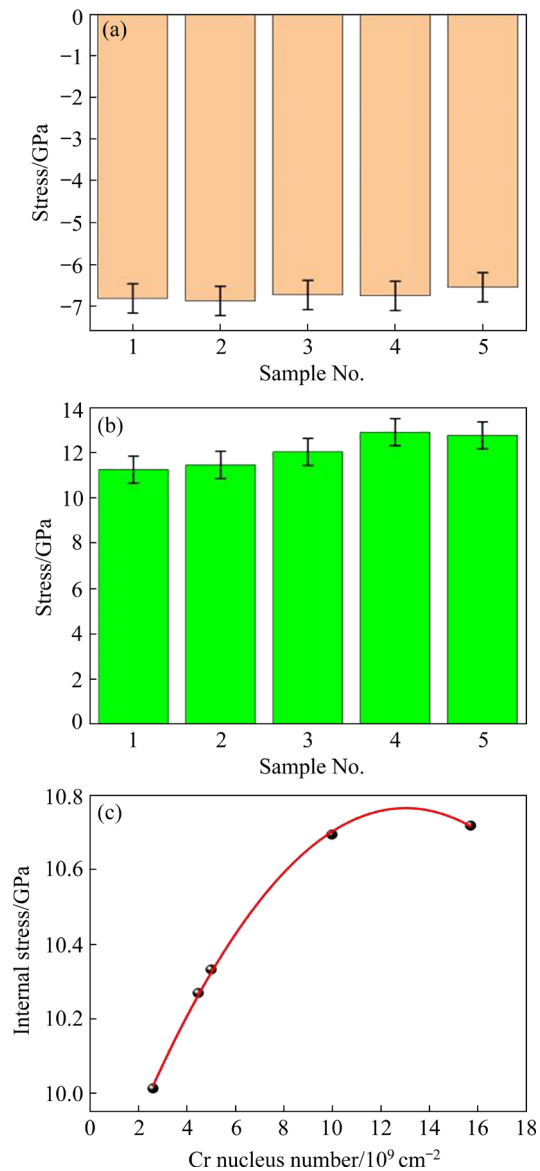 (a)
0
−1
−2
−3
−4
−5
−6
−7
Stress/GPa
1 2 3 4 5
Sample No.
(b)
14
12
10
8
6
4
2
0
Stress/GPa
1 2 3 4 5
Sample No.
(c)
10.8
10.6
10.4
10.2
10.0
Internal stress/GPa
0 2 4 6 8 10 12 14 16 18
Cr nucleus number/10⁹ cm⁻²